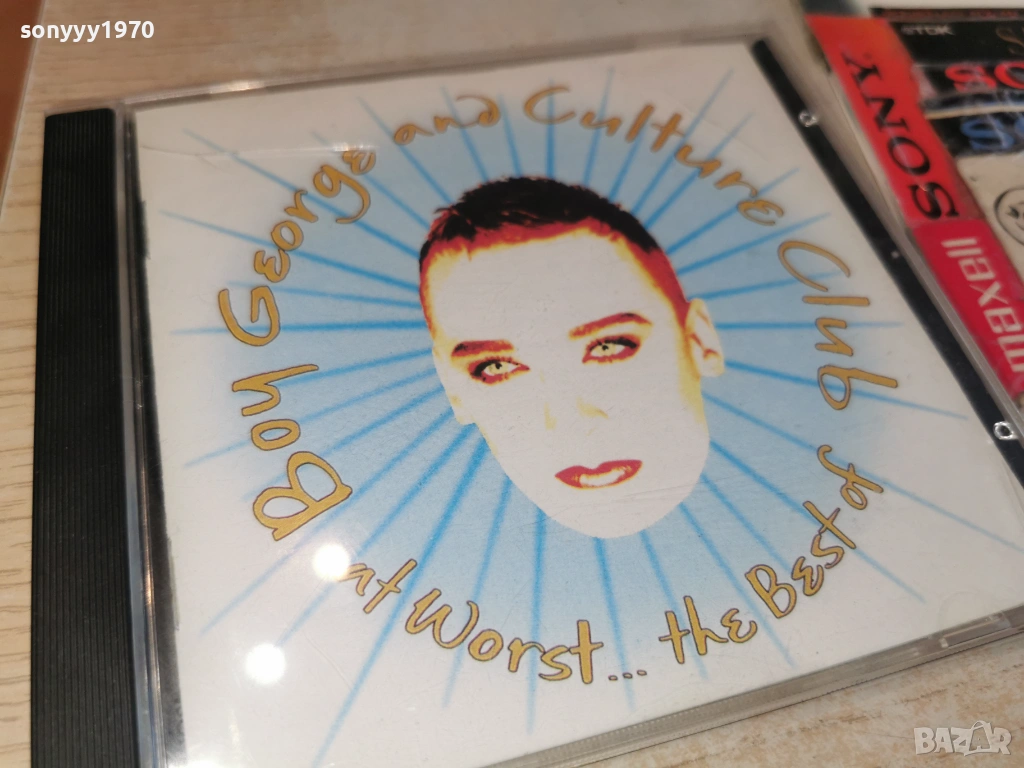 sonyyy1970
Boy George and Culture Club
at Worst... the Best of
TDK
SONY
maxell
BAZAR